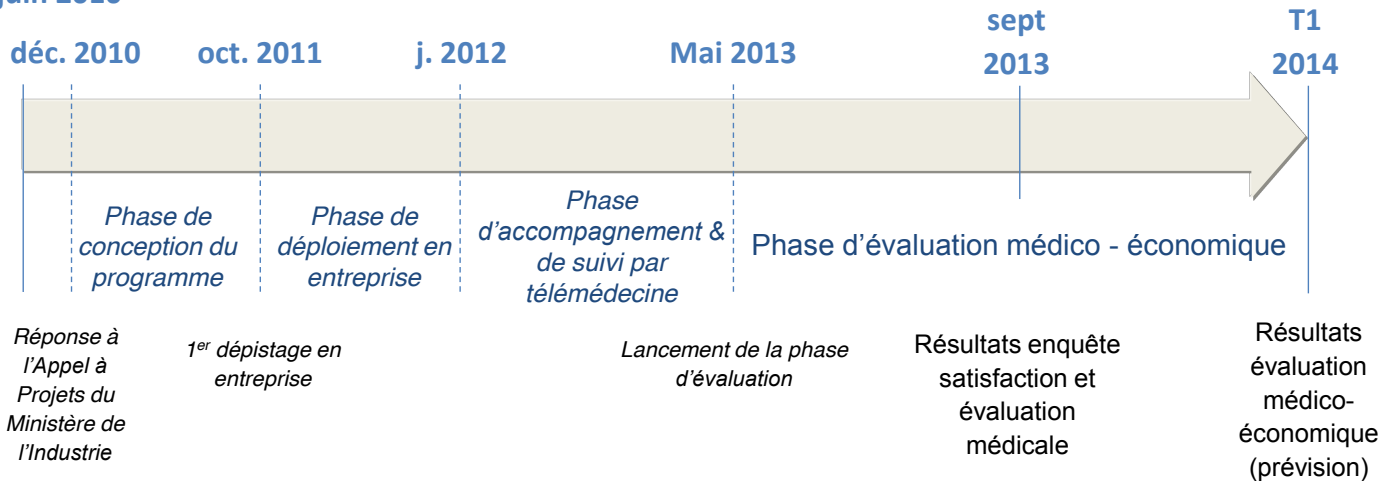 juin 2010
déc. 2010
oct. 2011
j. 2012
Mai 2013
sept
2013
T1
2014
Phase de
conception du
programme
Phase de
déploiement en
entreprise
Phase
d'accompagnement &
de suivi par
télémédecine
Phase d'évaluation médico - économique
Réponse à
l'Appel à
Projets du
Ministère de
l'Industrie
1er dépistage en
entreprise
Lancement de la phase
d'évaluation
Résultats enquête
satisfaction et
évaluation
médicale
Résultats
évaluation
médico-
économique
(prévision)